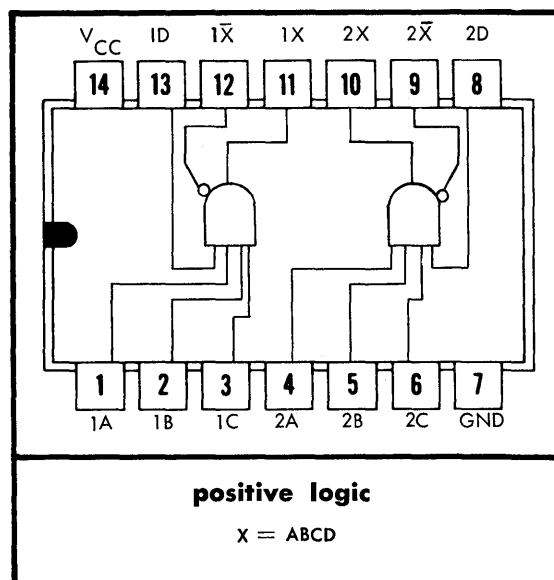 VCC 1D 1X̅ 1X 2X 2X̅ 2D
14 13 12 11 10 9 8
1 2 3 4 5 6 7
1A 1B 1C 2A 2B 2C GND
positive logic
X = ABCD